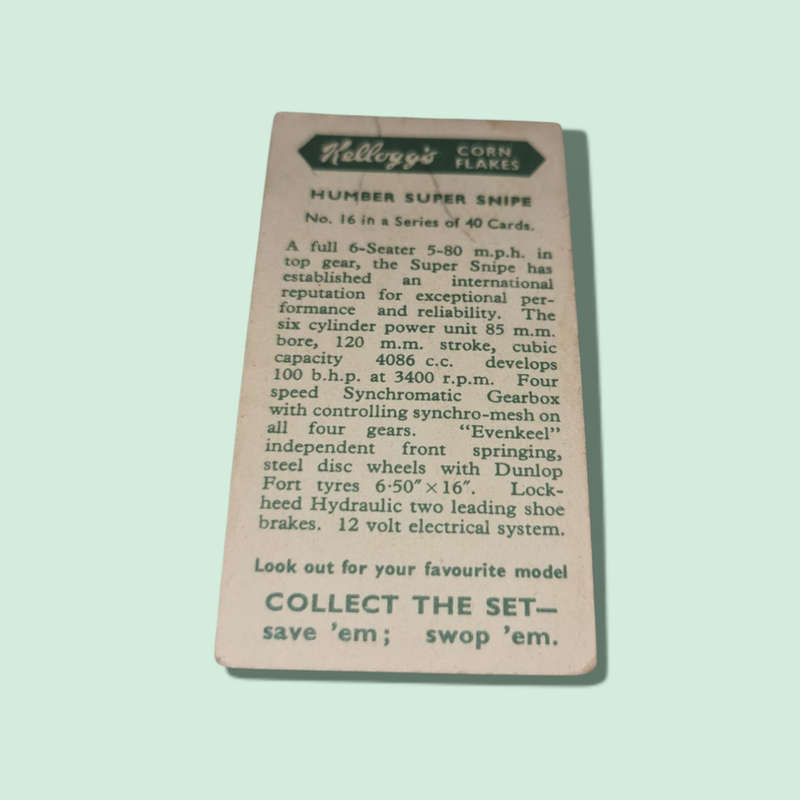 Kellogg's CORN FLAKES
HUMBER SUPER SNIPE
No. 16 in a Series of 40 Cards.
A full 6-Seater 5-80 m.p.h. in
top gear, the Super Snipe has
established an international
reputation for exceptional per-
formance and reliability. The
six cylinder power unit 85 m.m.
bore, 120 m.m. stroke, cubic
capacity 4086 c.c. develops
100 b.h.p. at 3400 r.p.m. Four
speed Synchromatic Gearbox
with controlling synchro-mesh on
all four gears. "Evenkeel"
independent front springing,
steel disc wheels with Dunlop
Fort tyres 6·50″ × 16″. Lock-
heed Hydraulic two leading shoe
brakes. 12 volt electrical system.
Look out for your favourite model
COLLECT THE SET—
save 'em; swop 'em.